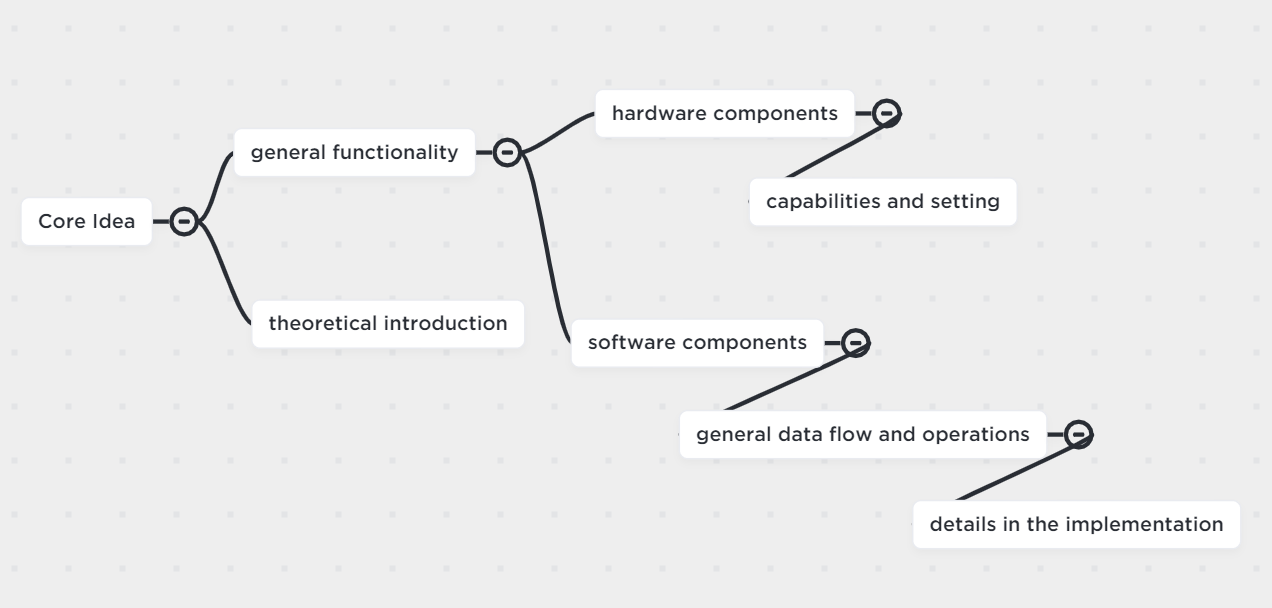 Core Idea
general functionality
theoretical introduction
hardware components
capabilities and setting
software components
general data flow and operations
details in the implementation